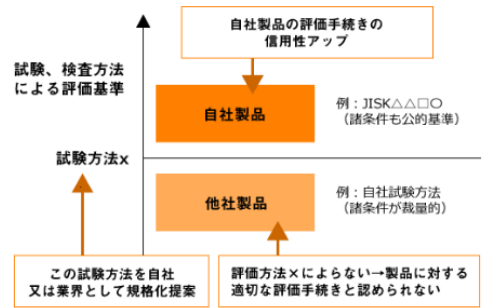 自社製品の評価手続きの
信用性アップ
試験、検査方法
による評価基準
自社製品
例：JISK△△□○
（諸条件も公的基準）
試験方法x
他社製品
例：自社試験方法
（諸条件が裁量的）
この試験方法を自社
又は業界として規格化提案
評価方法×によらない→製品に対する
適切な評価手続きと認められない